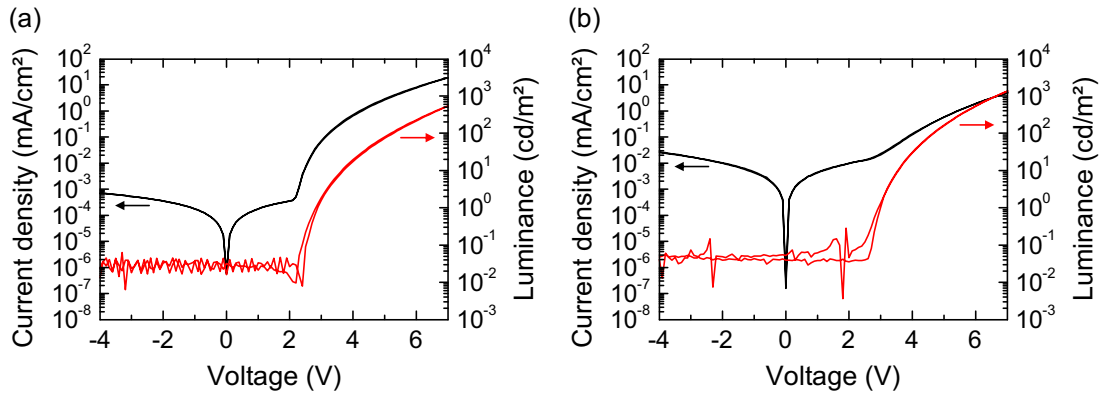 (a)
Current density (mA/cm²)
10² 10¹ 10⁰ 10⁻¹ 10⁻² 10⁻³ 10⁻⁴ 10⁻⁵ 10⁻⁶ 10⁻⁷ 10⁻⁸
-4 -2 0 2 4 6
Voltage (V)
10⁴ 10³ 10² 10¹ 10⁰ 10⁻¹ 10⁻² 10⁻³
Luminance (cd/m²)
(b)
Current density (mA/cm²)
10² 10¹ 10⁰ 10⁻¹ 10⁻² 10⁻³ 10⁻⁴ 10⁻⁵ 10⁻⁶ 10⁻⁷ 10⁻⁸
-4 -2 0 2 4 6
Voltage (V)
10⁴ 10³ 10² 10¹ 10⁰ 10⁻¹ 10⁻² 10⁻³
Luminance (cd/m²)